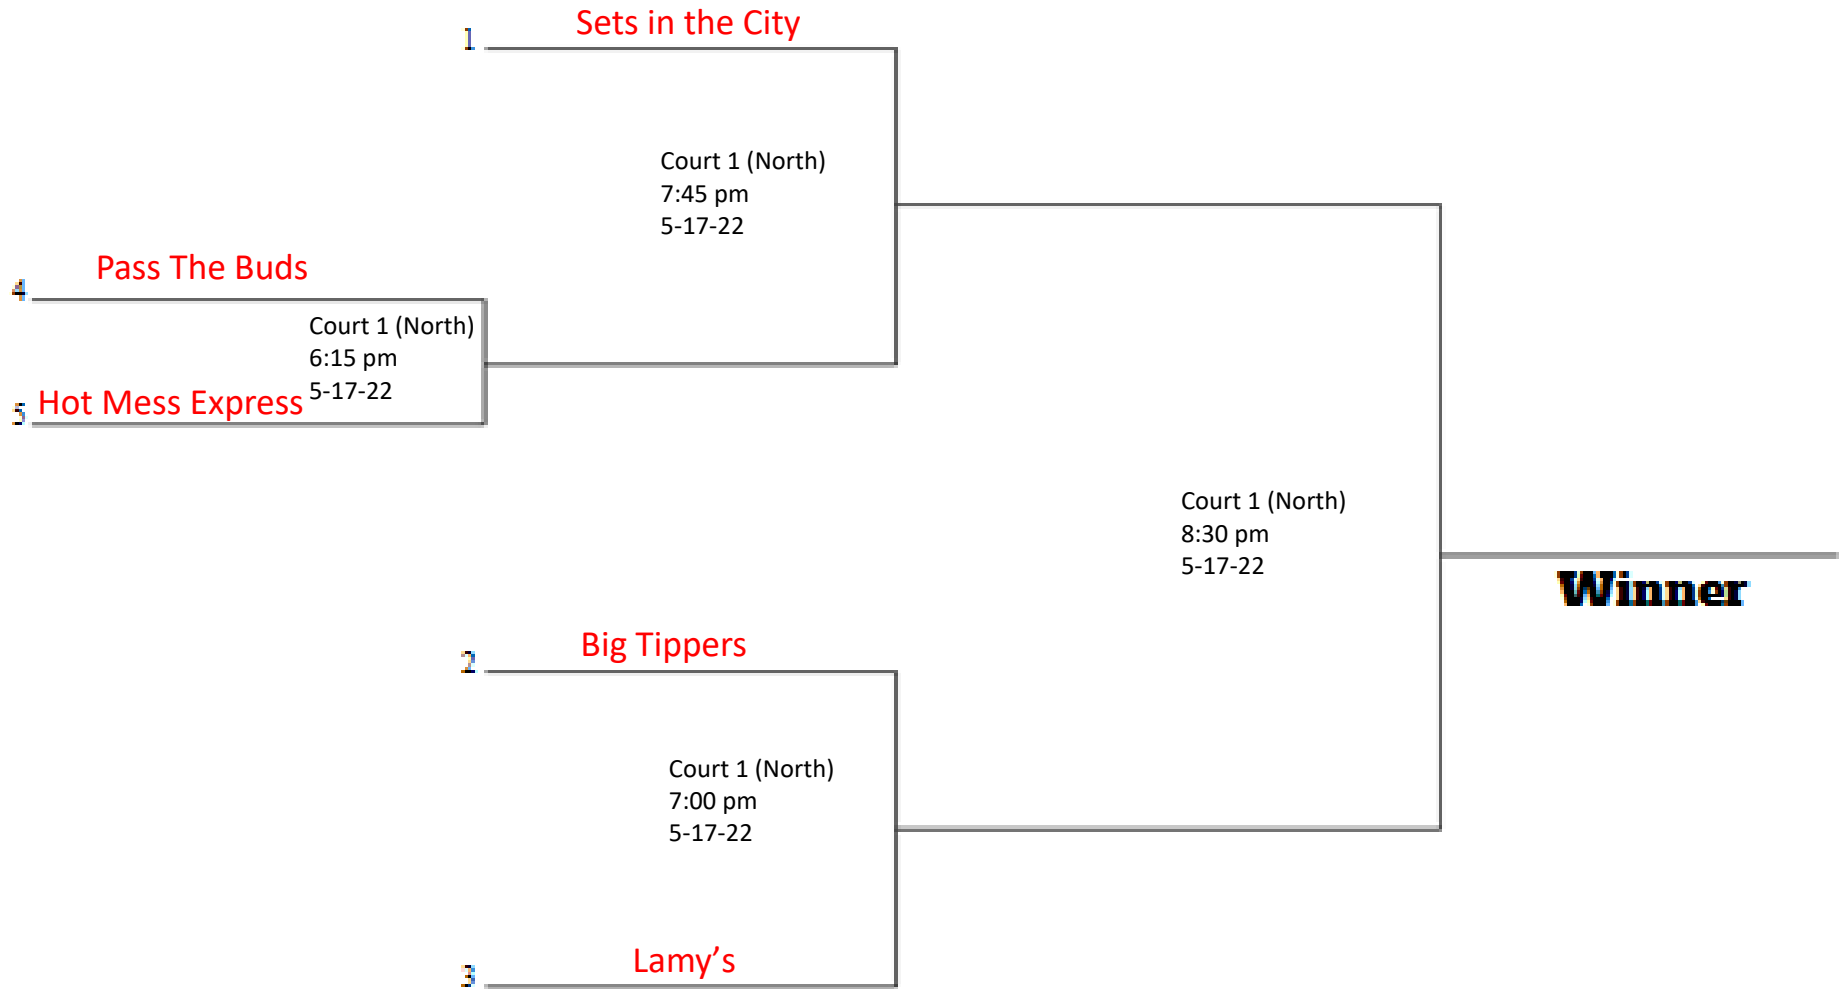 Sets in the City
1
Court 1 (North)
7:45 pm
5-17-22
Pass The Buds
4
Court 1 (North)
6:15 pm
5-17-22
Hot Mess Express
5
Court 1 (North)
8:30 pm
5-17-22
Winner
Big Tippers
2
Court 1 (North)
7:00 pm
5-17-22
Lamy’s
3